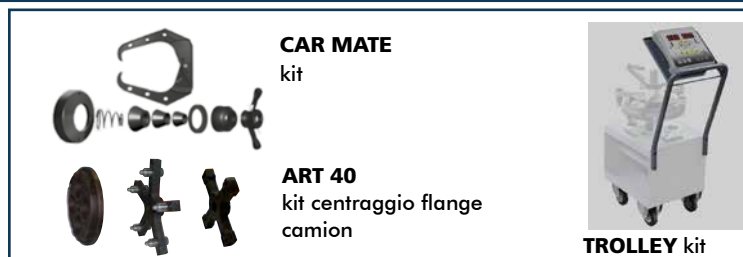 CAR MATE
kit
ART 40
kit centraggio flange
camion
TROLLEY kit